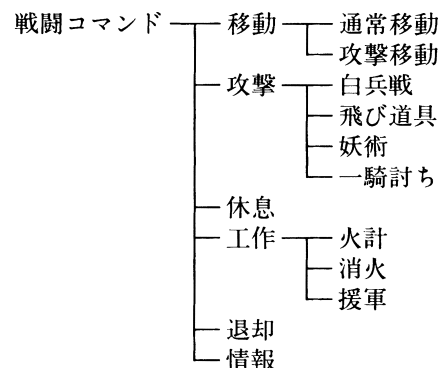 戦闘コマンド 移動 通常移動
攻撃移動
攻撃 白兵戦
飛び道具
妖術
一騎討ち
休息
工作 火計
消火
援軍
退却
情報